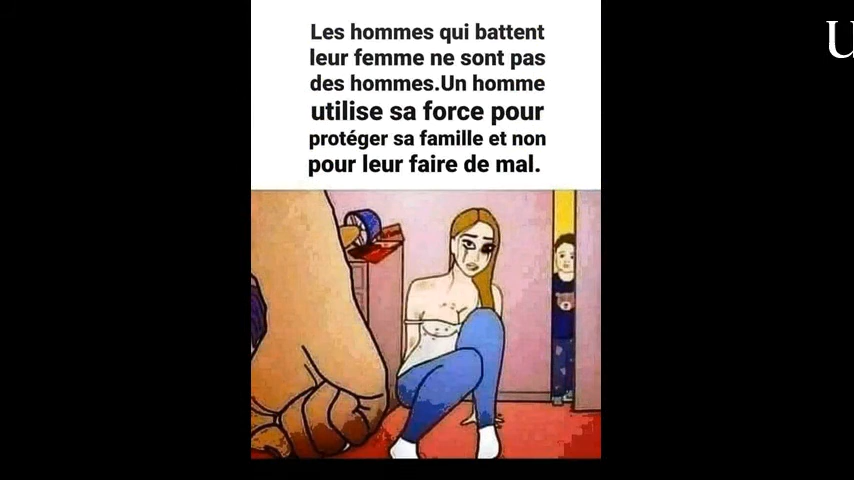 Les hommes qui battent
leur femme ne sont pas
des hommes.Un homme
utilise sa force pour
protéger sa famille et non
pour leur faire de mal.
U